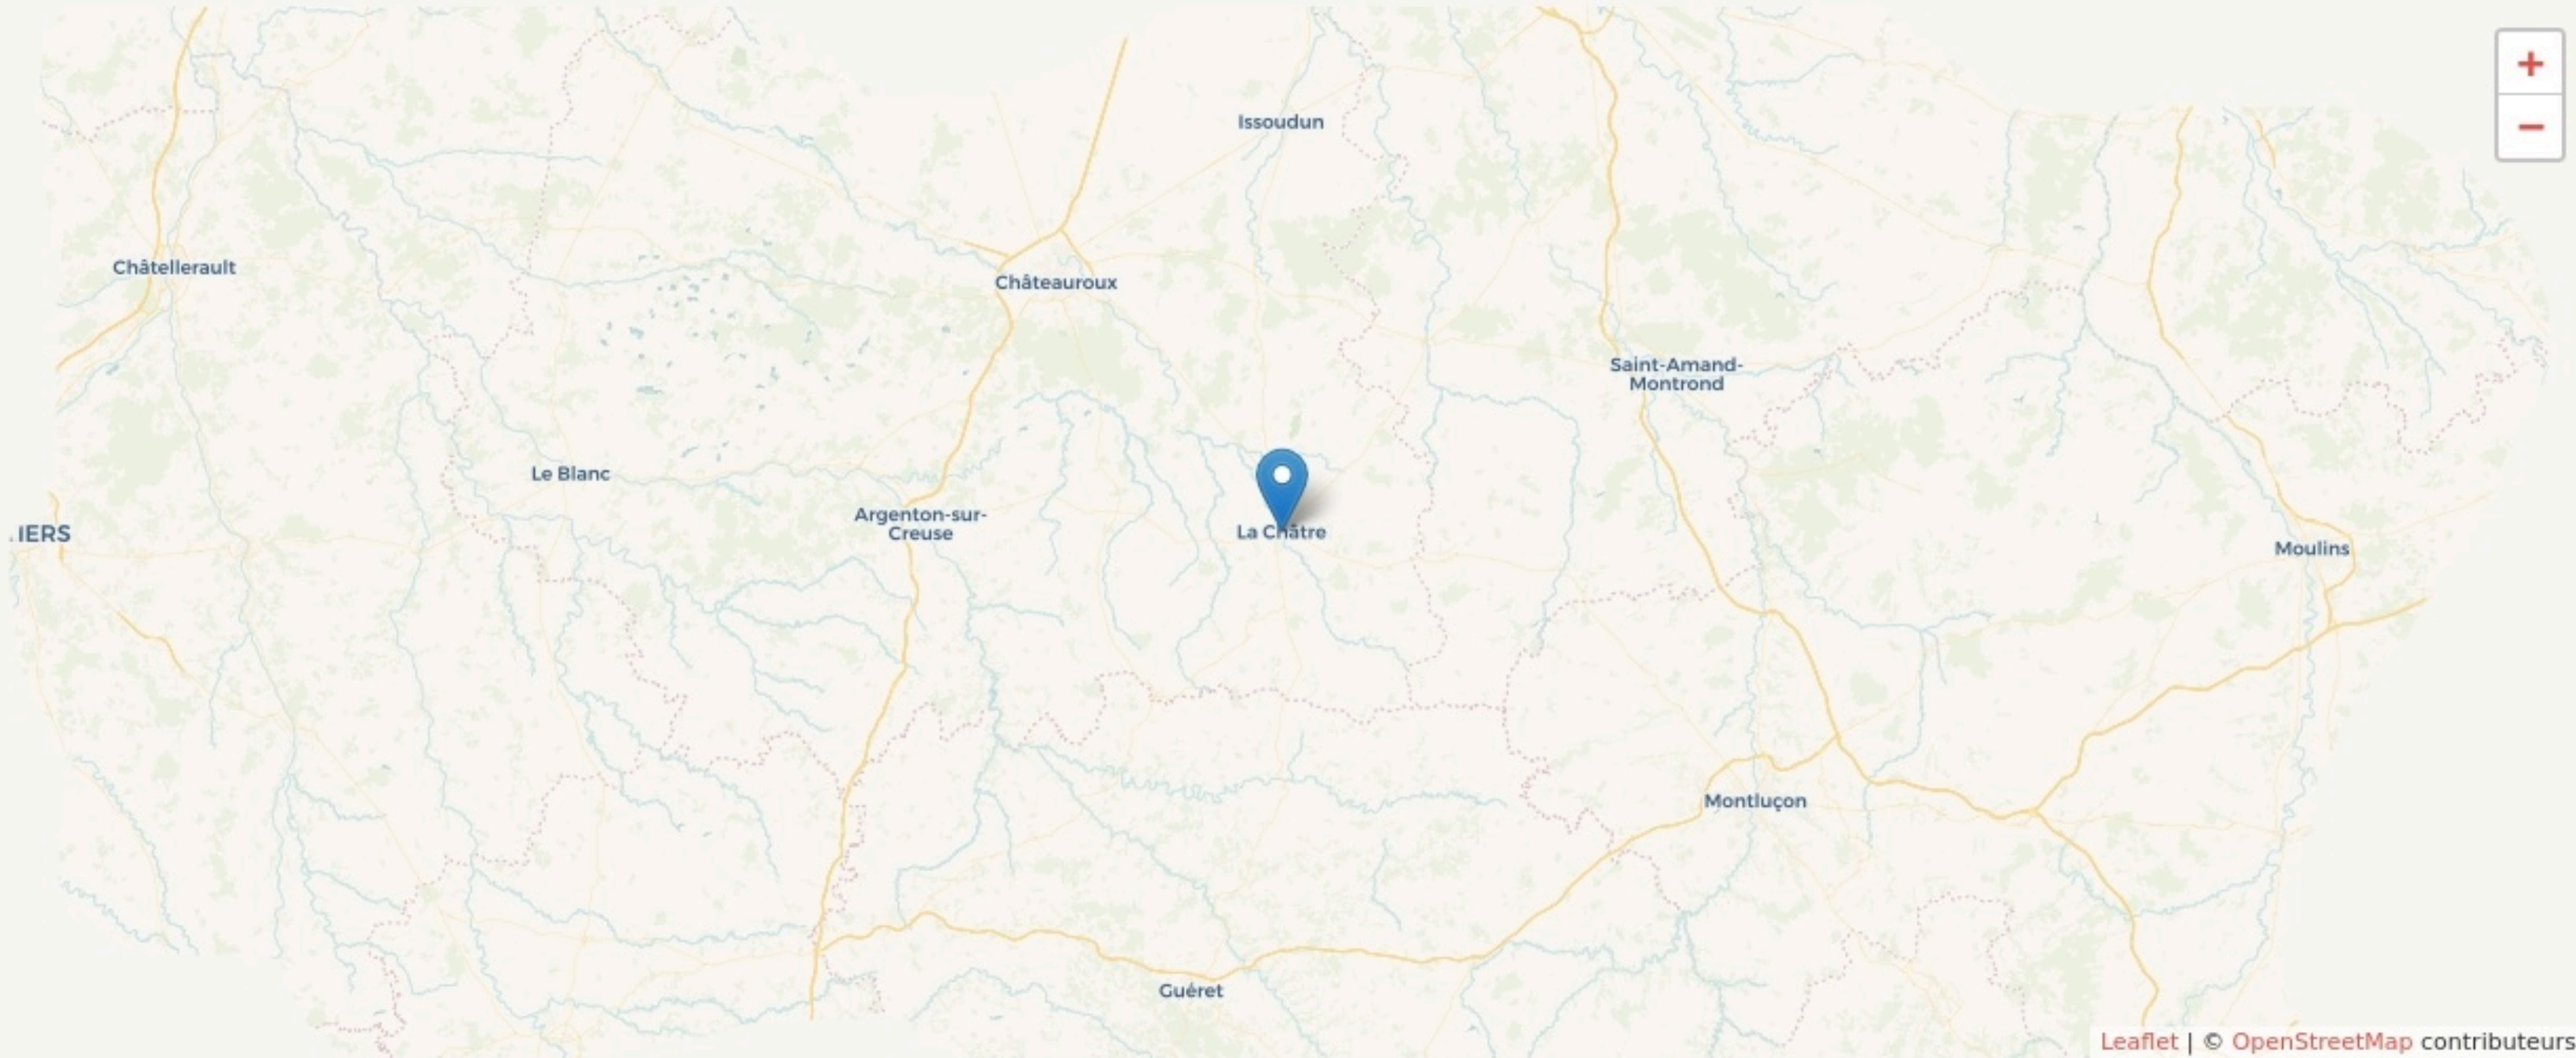 Issoudun
Châtellerault
Châteauroux
Saint-Amand-
Montrond
Le Blanc
Argenton-sur-
Creuse
La Châtre
IERS
Moulins
Montluçon
Guéret
+
−
Leaflet | © OpenStreetMap contributeurs